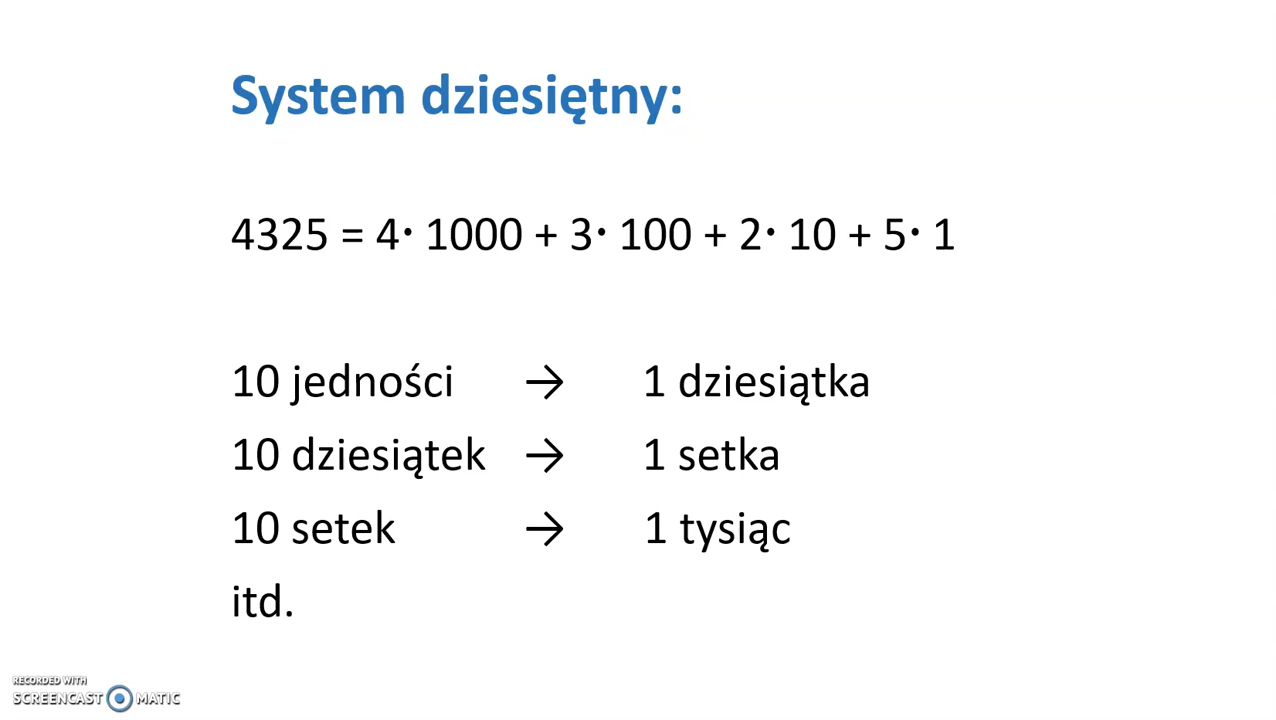 System dziesiętny:
4325 = 4· 1000 + 3· 100 + 2· 10 + 5· 1
10 jedności → 1 dziesiątka
10 dziesiątek → 1 setka
10 setek → 1 tysiąc
itd.
RECORDED WITH
SCREENCAST MATIC